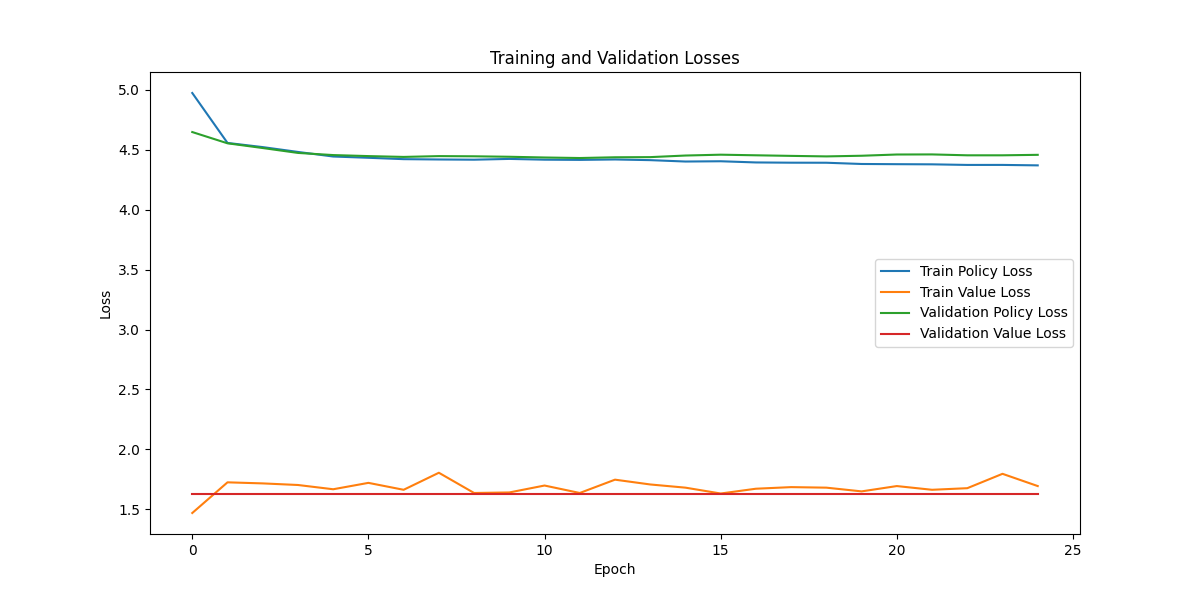 Training and Validation Losses
5.0
4.5
4.0
3.5
3.0
2.5
2.0
1.5
Loss
Train Policy Loss
Train Value Loss
Validation Policy Loss
Validation Value Loss
0 5 10 15 20 25
Epoch